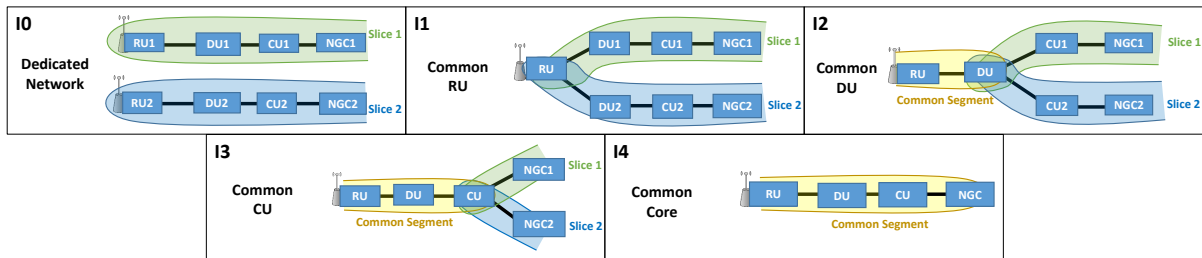 I0
Dedicated
Network
RU1 DU1 CU1 NGC1 Slice 1
RU2 DU2 CU2 NGC2 Slice 2
I1
Common
RU
RU
DU1 CU1 NGC1 Slice 1
DU2 CU2 NGC2 Slice 2
I2
Common
DU
RU DU
Common Segment
CU1 NGC1 Slice 1
CU2 NGC2 Slice 2
I3
Common
CU
RU DU CU
Common Segment
NGC1 Slice 1
NGC2 Slice 2
I4
Common
Core
RU DU CU NGC
Common Segment